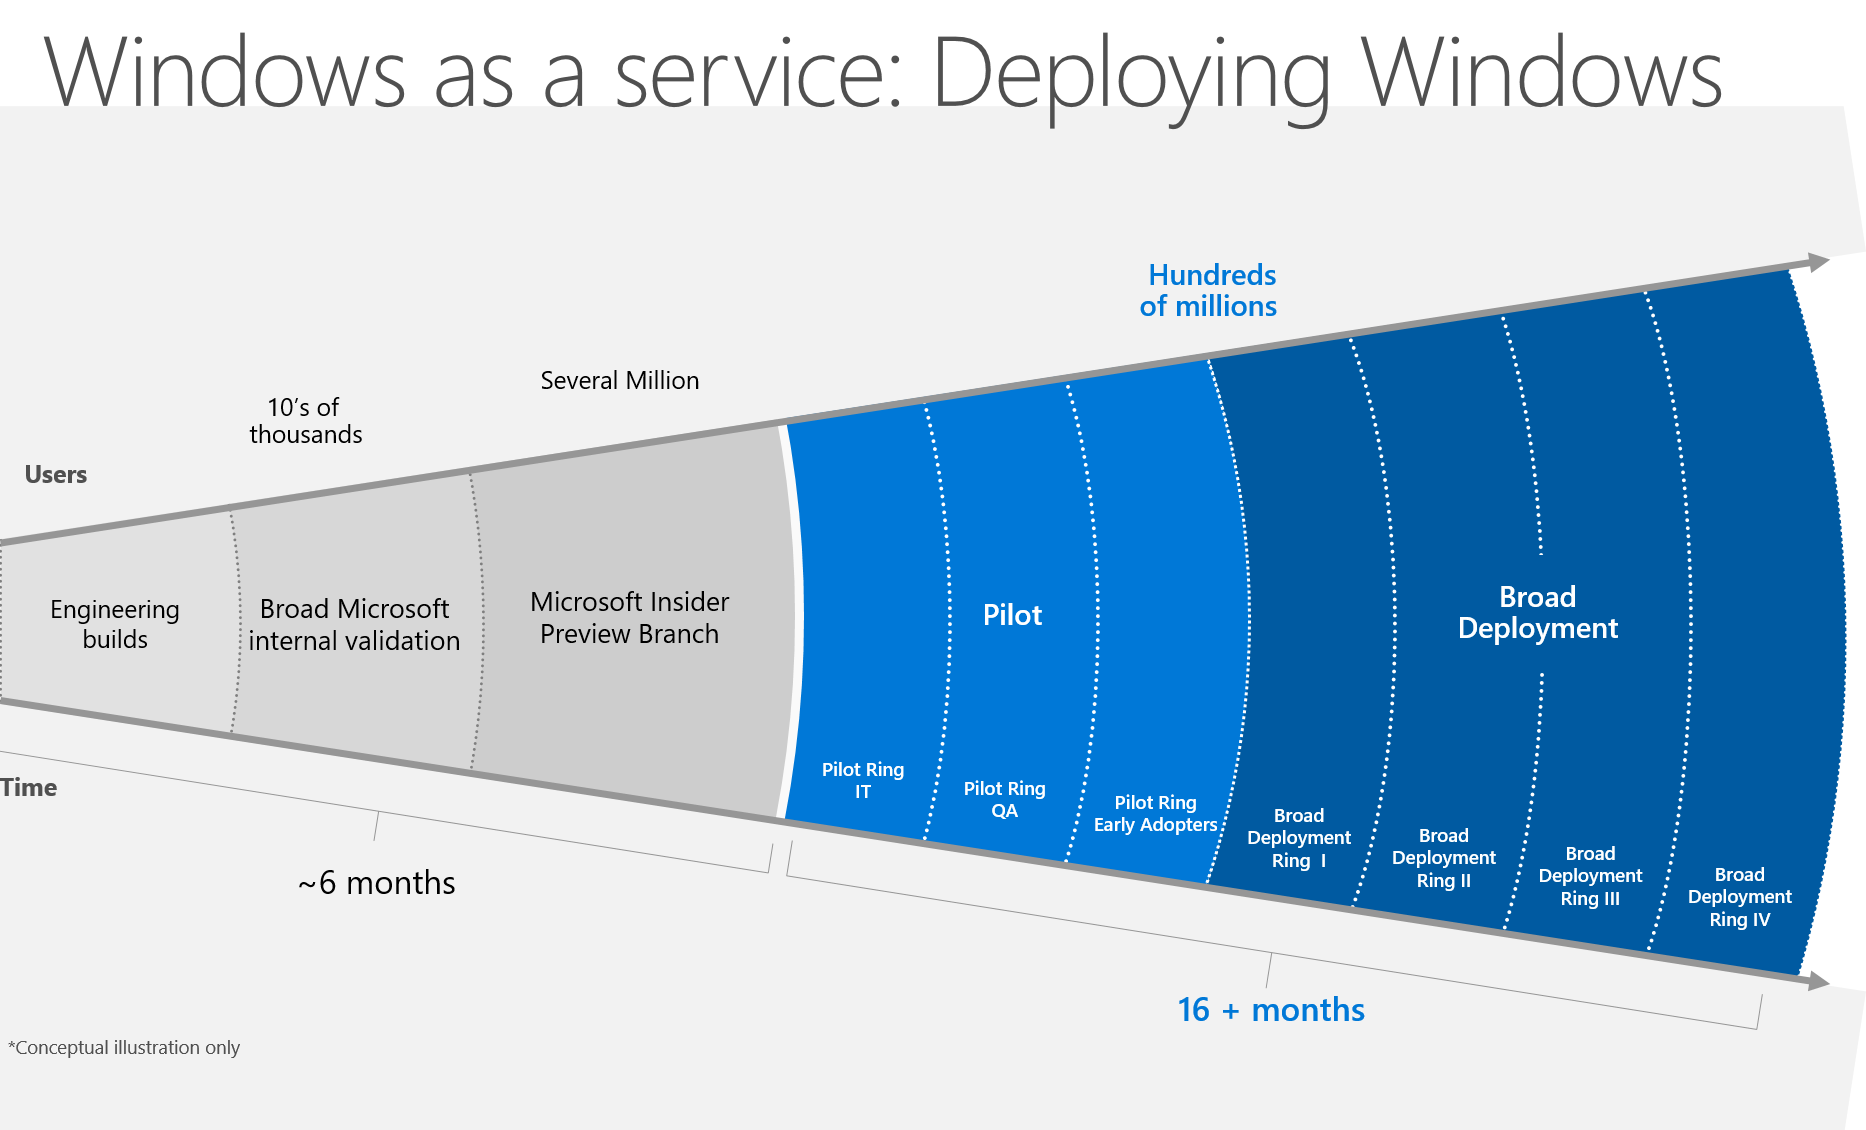 Windows as a service: Deploying Windows
Hundreds
of millions
Several Million
10's of
thousands
Users
Engineering
builds
Broad Microsoft
internal validation
Microsoft Insider
Preview Branch
Pilot
Broad
Deployment
Pilot Ring
IT
Pilot Ring
QA
Pilot Ring
Early Adopters
Broad
Deployment
Ring I
Broad
Deployment
Ring II
Broad
Deployment
Ring III
Broad
Deployment
Ring IV
Time
~6 months
16 + months
*Conceptual illustration only